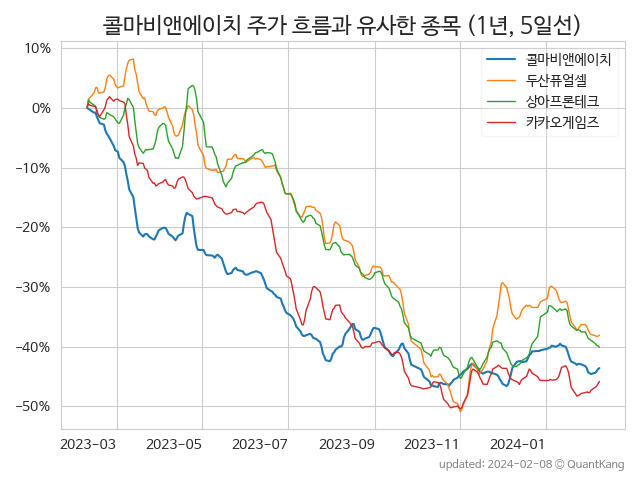 콜마비앤에이치 주가 흐름과 유사한 종목 (1년, 5일선)
콜마비앤에이치
두산퓨얼셀
상아프론테크
카카오게임즈
10%
0%
−10%
−20%
−30%
−40%
−50%
2023-03 2023-05 2023-07 2023-09 2023-11 2024-01
updated: 2024-02-08 © QuantKang